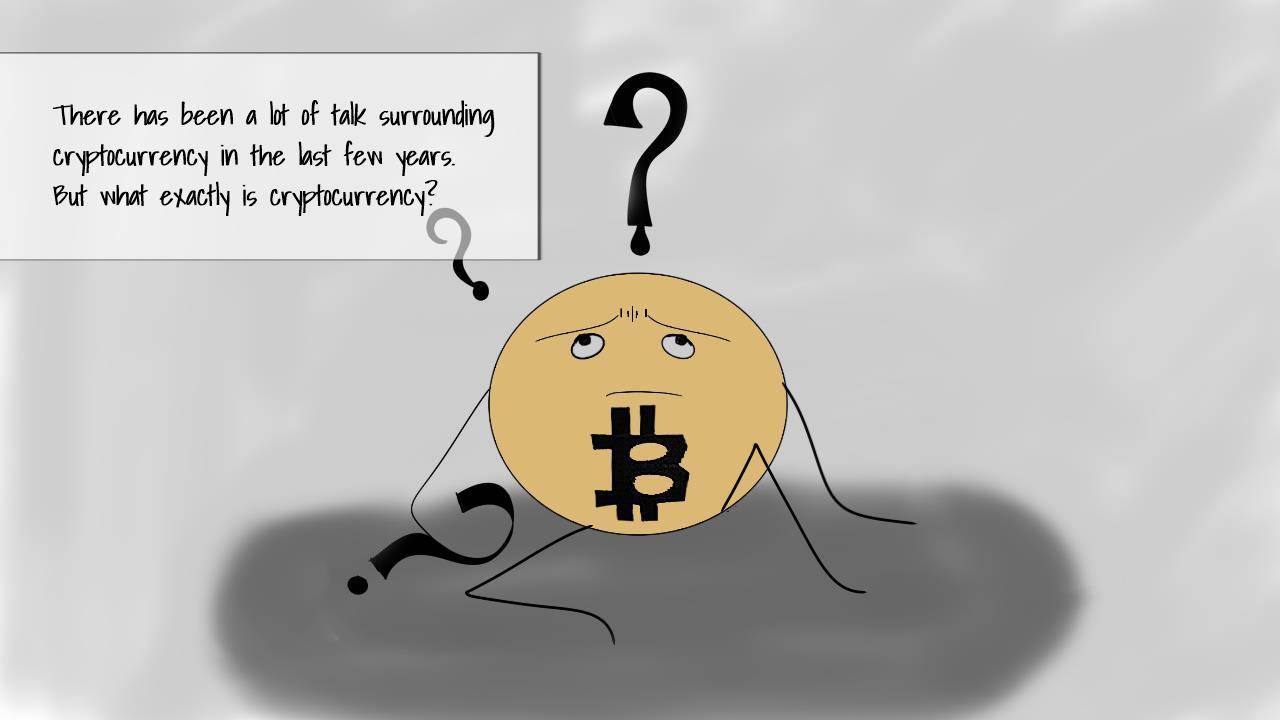 There has been a lot of talk surrounding
cryptocurrency in the last few years.
But what exactly is cryptocurrency?
?
?
?